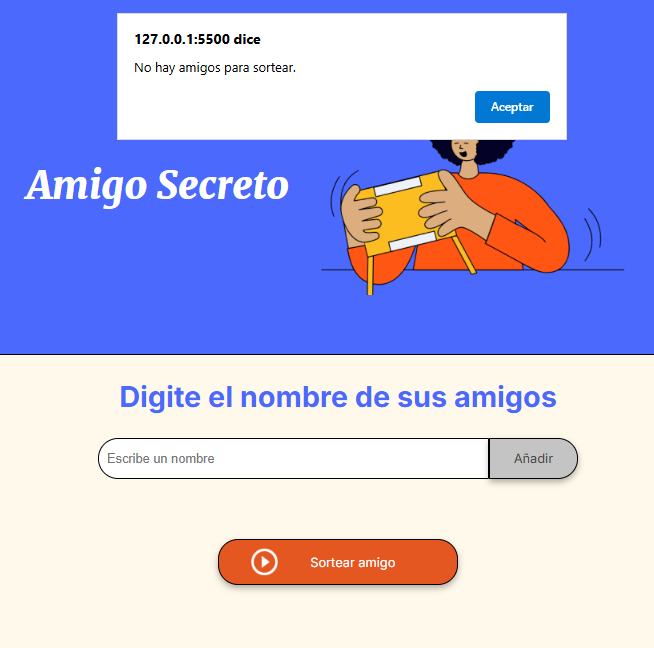 127.0.0.1:5500 dice
No hay amigos para sortear.
Aceptar
Amigo Secreto
Digite el nombre de sus amigos
Escribe un nombre
Añadir
Sortear amigo